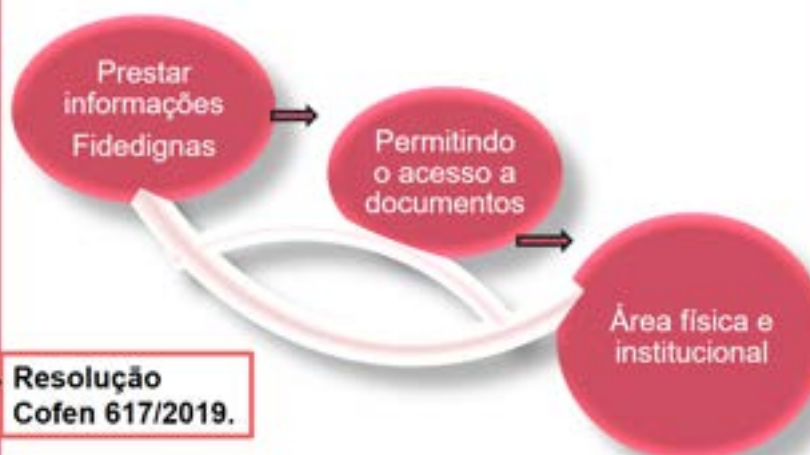 Prestar
informações
Fidedignas
Permitindo
o acesso a
documentos
Área física e
institucional
Resolução
Cofen 617/2019.